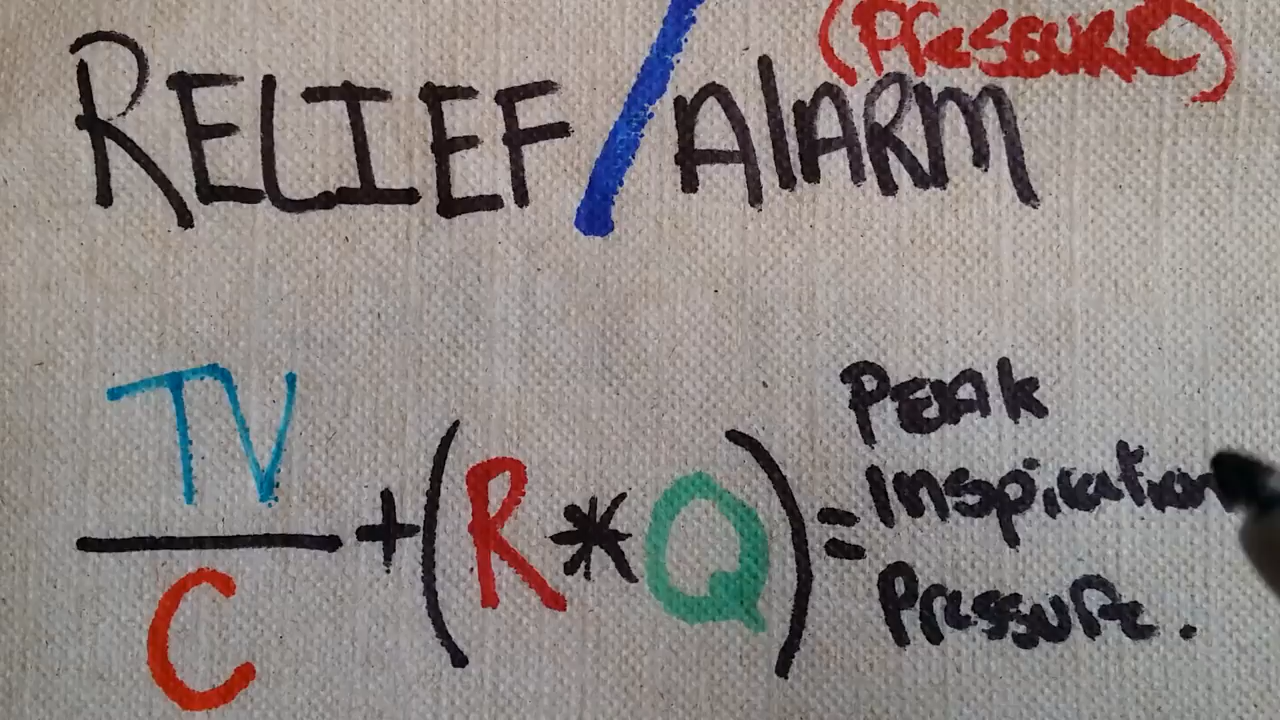 (Pressure)
RELIEF / AlARM
TV
C
+ (R * Q) =
Peak
Inspiration
Pressure.